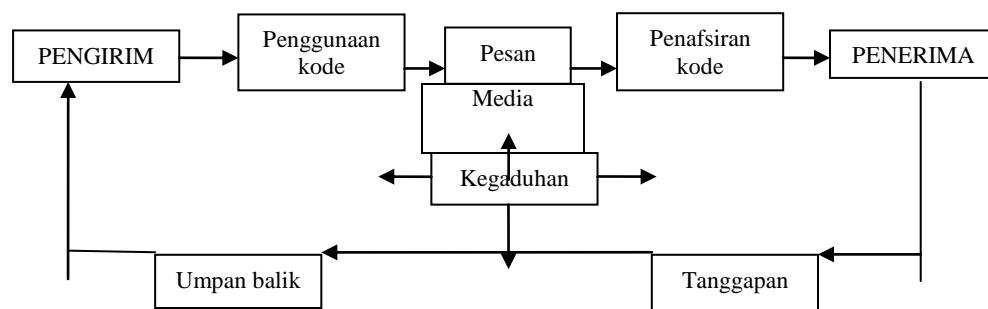 PENGIRIM
Penggunaan
kode
Pesan
Penafsiran
kode
PENERIMA
Media
Kegaduhan
Umpan balik
Tanggapan